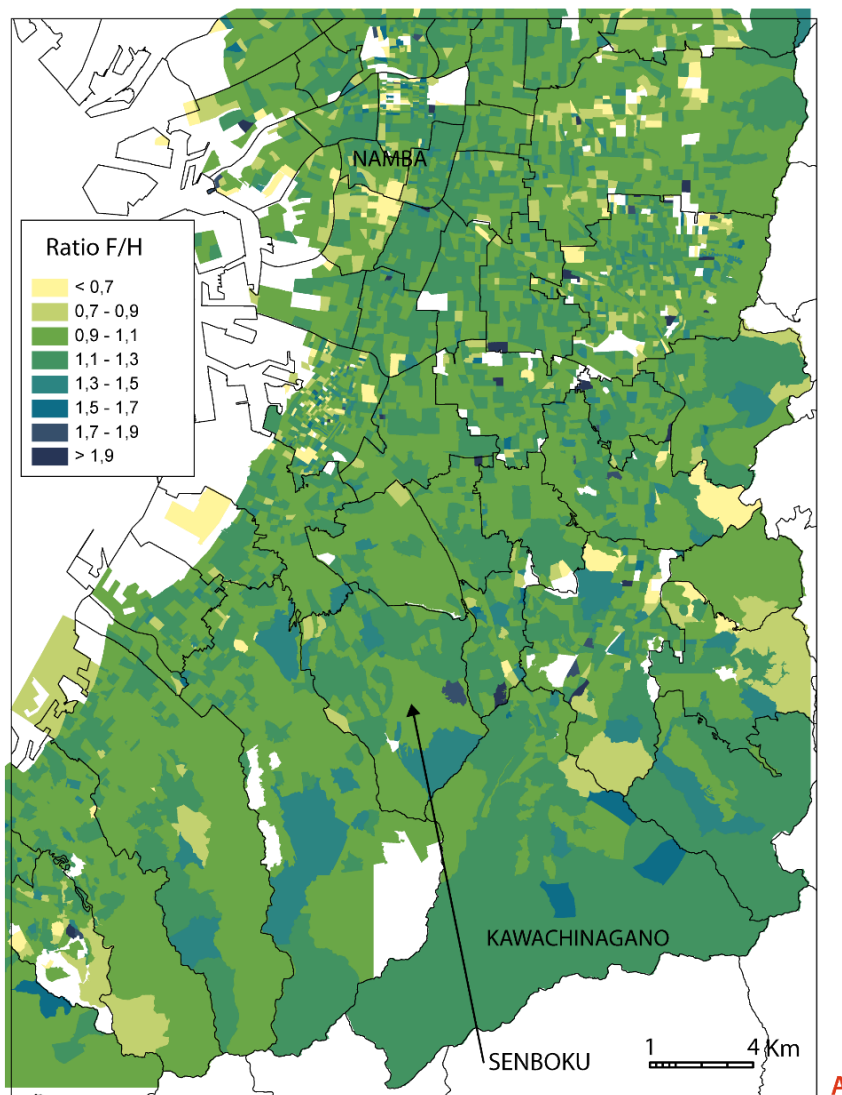 NAMBA
Ratio F/H
< 0,7
0,7 - 0,9
0,9 - 1,1
1,1 - 1,3
1,3 - 1,5
1,5 - 1,7
1,7 - 1,9
> 1,9
KAWACHINAGANO
SENBOKU
1 4 Km
A